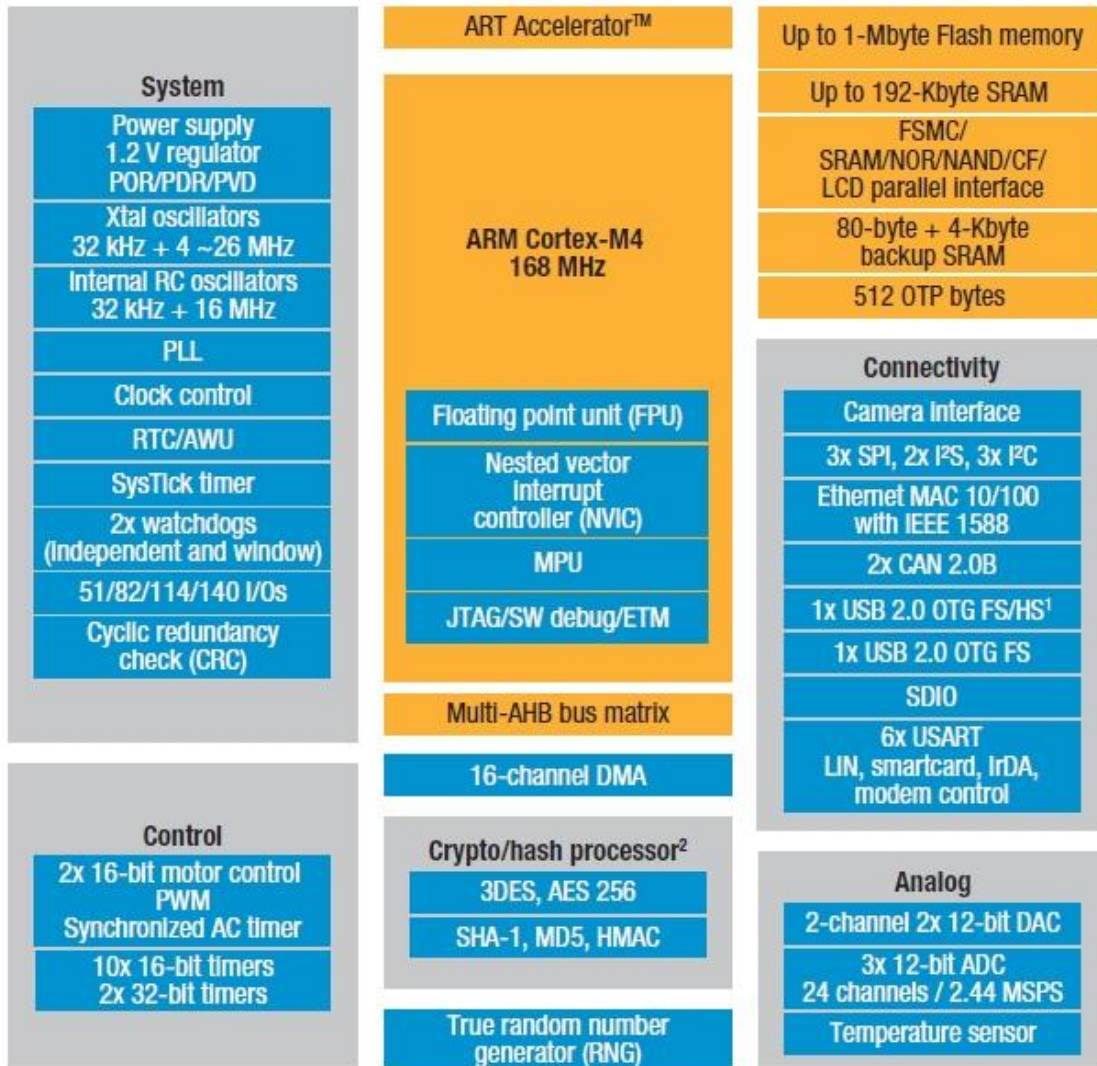 System
Power supply
1.2 V regulator
POR/PDR/PVD
Xtal oscillators
32 kHz + 4 ~26 MHz
Internal RC oscillators
32 kHz + 16 MHz
PLL
Clock control
RTC/AWU
SysTick timer
2x watchdogs
(independent and window)
51/82/114/140 I/Os
Cyclic redundancy
check (CRC)
Control
2x 16-bit motor control
PWM
Synchronized AC timer
10x 16-bit timers
2x 32-bit timers
ART Accelerator™
ARM Cortex-M4
168 MHz
Floating point unit (FPU)
Nested vector
interrupt
controller (NVIC)
MPU
JTAG/SW debug/ETM
Multi-AHB bus matrix
16-channel DMA
Crypto/hash processor²
3DES, AES 256
SHA-1, MD5, HMAC
True random number
generator (RNG)
Up to 1-Mbyte Flash memory
Up to 192-Kbyte SRAM
FSMC/
SRAM/NOR/NAND/CF/
LCD parallel interface
80-byte + 4-Kbyte
backup SRAM
512 OTP bytes
Connectivity
Camera interface
3x SPI, 2x I²S, 3x I²C
Ethernet MAC 10/100
with IEEE 1588
2x CAN 2.0B
1x USB 2.0 OTG FS/HS¹
1x USB 2.0 OTG FS
SDIO
6x USART
LIN, smartcard, IrDA,
modem control
Analog
2-channel 2x 12-bit DAC
3x 12-bit ADC
24 channels / 2.44 MSPS
Temperature sensor